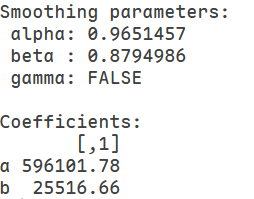 Smoothing parameters:
 alpha: 0.9651457
 beta : 0.8794986
 gamma: FALSE

Coefficients:
       [,1]
a 596101.78
b  25516.66